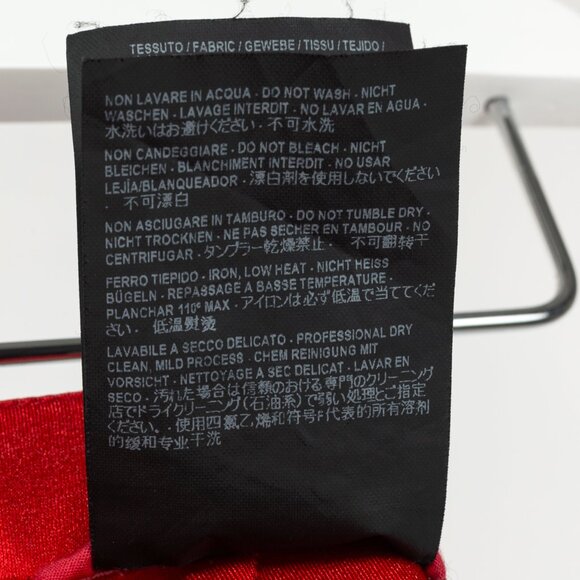 TESSUTO / FABRIC / GEWEBE / TISSU / TEJIDO /
NON LAVARE IN ACQUA - DO NOT WASH - NICHT
WASCHEN - LAVAGE INTERDIT - NO LAVAR EN AGUA -
水洗いはお避けください - 不可水洗
NON CANDEGGIARE - DO NOT BLEACH - NICHT
BLEICHEN - BLANCHIMENT INTERDIT - NO USAR
LEJÍA/BLANQUEADOR - 漂白剤を使用しないでください
- 不可漂白
NON ASCIUGARE IN TAMBURO - DO NOT TUMBLE DRY -
NICHT TROCKNEN - NE PAS SECHER EN TAMBOUR - NO
CENTRIFUGAR - タンブラー乾燥禁止 - 不可翻转干
FERRO TIEPIDO - IRON, LOW HEAT - NICHT HEISS
BÜGELN - REPASSAGE A BASSE TEMPERATURE -
PLANCHAR 110° MAX - アイロンは必ず低温で当ててくだ
さい - 低温熨烫
LAVABILE A SECCO DELICATO - PROFESSIONAL DRY
CLEAN, MILD PROCESS - CHEM REINIGUNG MIT
VORSICHT - NETTOYAGE A SEC DELICAT - LAVAR EN
SECO - 汚れた場合は信頼のおける専門のクリーニング
店でドライクリーニング(石油系)で弱い処理とご指定
ください - 使用四氯乙烯和符号F代表的所有溶剂
的缓和专业干洗